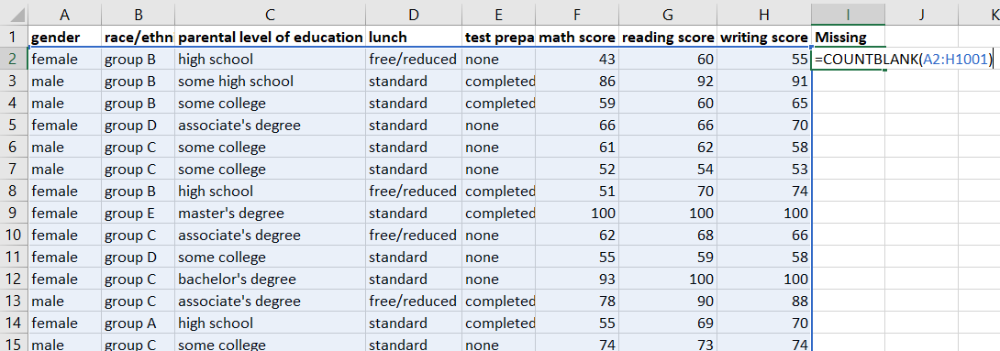 A B C D E F G H I J K
1 gender race/ethn parental level of education lunch test prepa math score reading score writing score Missing
2 female group B high school free/reduced none 43 60 55 =COUNTBLANK(A2:H1001)
3 male group B some high school standard completed 86 92 91
4 male group B some college standard completed 59 60 65
5 female group D associate's degree standard none 66 66 70
6 male group C some college standard none 61 62 58
7 male group C some college standard none 52 54 53
8 female group B high school free/reduced completed 51 70 74
9 female group E master's degree standard completed 100 100 100
10 female group C associate's degree free/reduced none 62 68 66
11 female group D some college standard none 55 59 58
12 female group C bachelor's degree standard none 93 100 100
13 male group C associate's degree free/reduced completed 78 90 88
14 female group A high school standard completed 55 69 70
15 male group C some college standard none 74 73 74